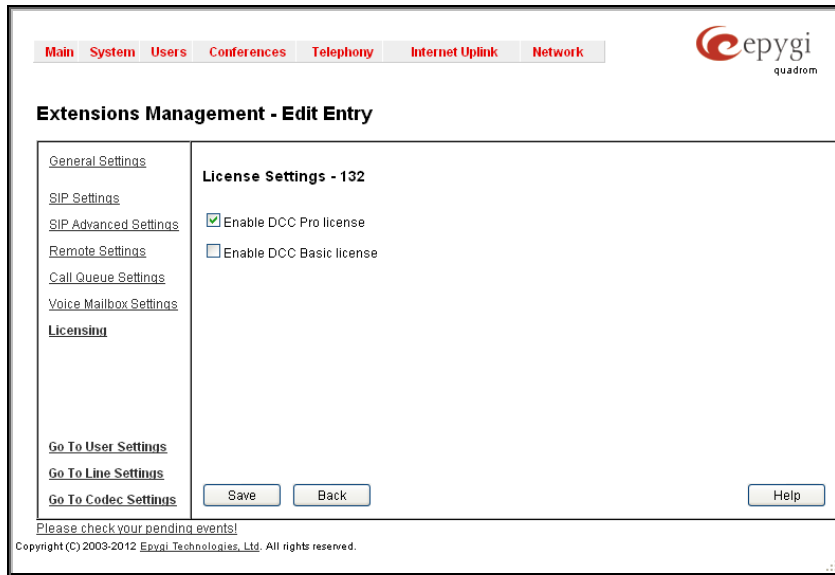 Main System Users Conferences Telephony Internet Uplink Network
epygi
quadrom
Extensions Management - Edit Entry
General Settings
SIP Settings
SIP Advanced Settings
Remote Settings
Call Queue Settings
Voice Mailbox Settings
Licensing
Go To User Settings
Go To Line Settings
Go To Codec Settings
License Settings - 132
Enable DCC Pro license
Enable DCC Basic license
Save Back Help
Please check your pending events!
Copyright (C) 2003-2012 Epygi Technologies, Ltd. All rights reserved.